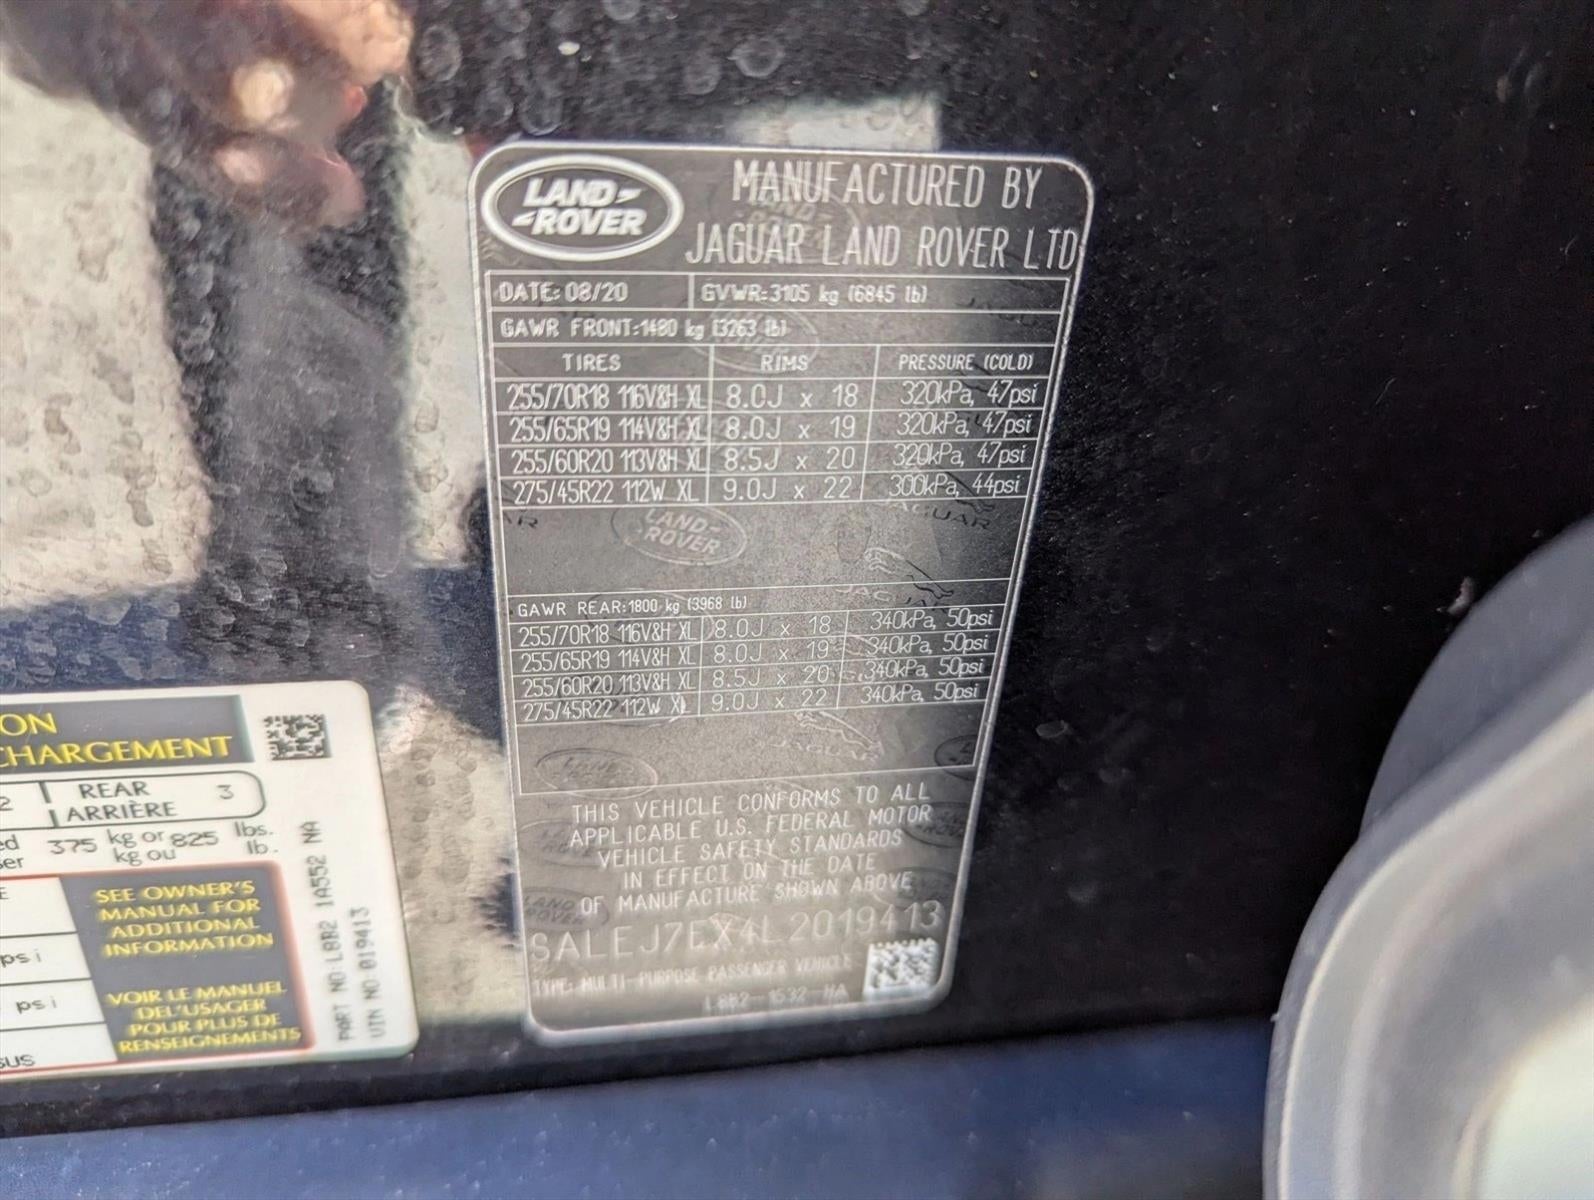 LAND
ROVER
MANUFACTURED BY
JAGUAR LAND ROVER LTD
DATE: 08/20 GVWR:3105 kg (6845 lb)
GAWR FRONT:1480 kg (3263 lb)
TIRES RIMS PRESSURE (COLD)
255/70R18 116V&H XL 8.0J x 18 320kPa, 47psi
255/65R19 114V&H XL 8.0J x 19 320kPa, 47psi
255/60R20 113V&H XL 8.5J x 20 320kPa, 47psi
275/45R22 112W XL 9.0J x 22 300kPa, 44psi
GAWR REAR:1800 kg (3968 lb)
255/70R18 116V&H XL 8.0J x 18 340kPa, 50psi
255/65R19 114V&H XL 8.0J x 19 340kPa, 50psi
255/60R20 113V&H XL 8.5J x 20 340kPa, 50psi
275/45R22 112W XL 9.0J x 22 340kPa, 50psi
THIS VEHICLE CONFORMS TO ALL
APPLICABLE U.S. FEDERAL MOTOR
VEHICLE SAFETY STANDARDS
IN EFFECT ON THE DATE
OF MANUFACTURE SHOWN ABOVE
SALEJ7EX4L2019413
TYPE: MULTI-PURPOSE PASSENGER VEHICLE
ON
CHARGEMENT
2 REAR 3
ARRIÈRE
375 kg or 825 lbs.
kg ou lb.
SEE OWNER'S
MANUAL FOR
ADDITIONAL
INFORMATION
psi
psi
VOIR LE MANUEL
DEL'USAGER
POUR PLUS DE
RENSEIGNEMENTS
PART NO:L8B2 1A552 NA
VIN NO:019413